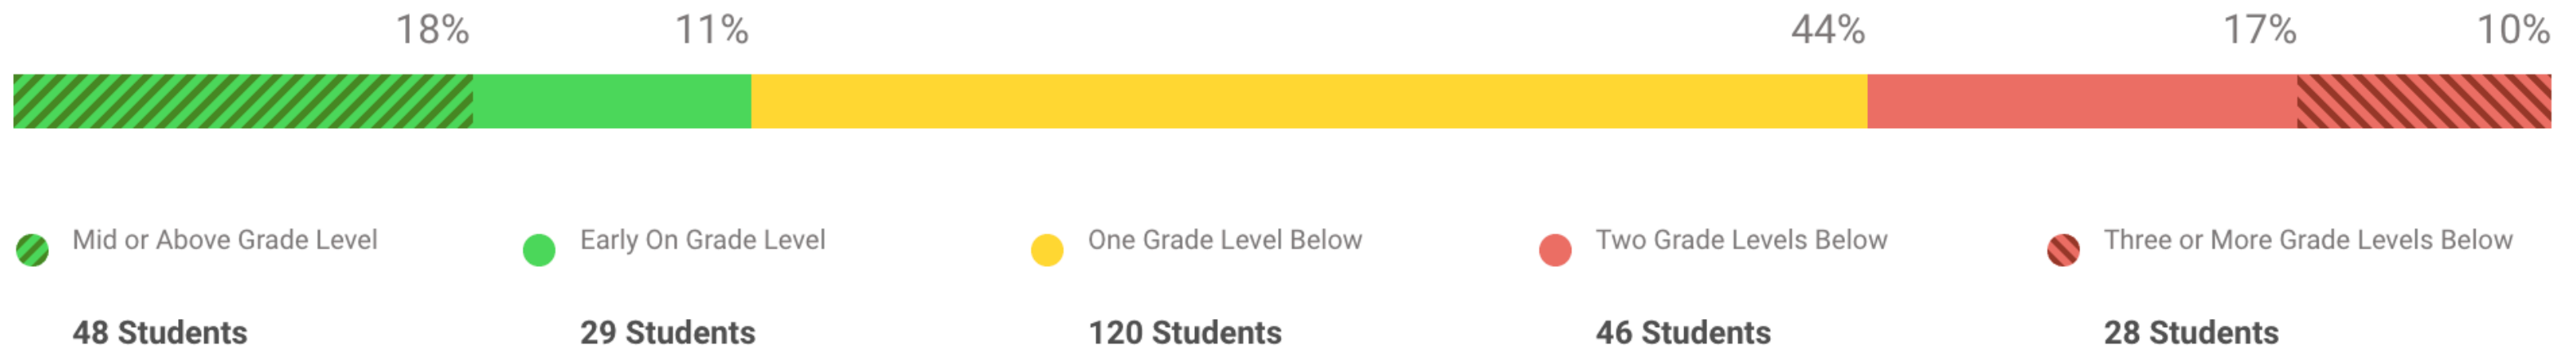 18% 11% 44% 17% 10%
Mid or Above Grade Level Early On Grade Level One Grade Level Below Two Grade Levels Below Three or More Grade Levels Below
48 Students 29 Students 120 Students 46 Students 28 Students